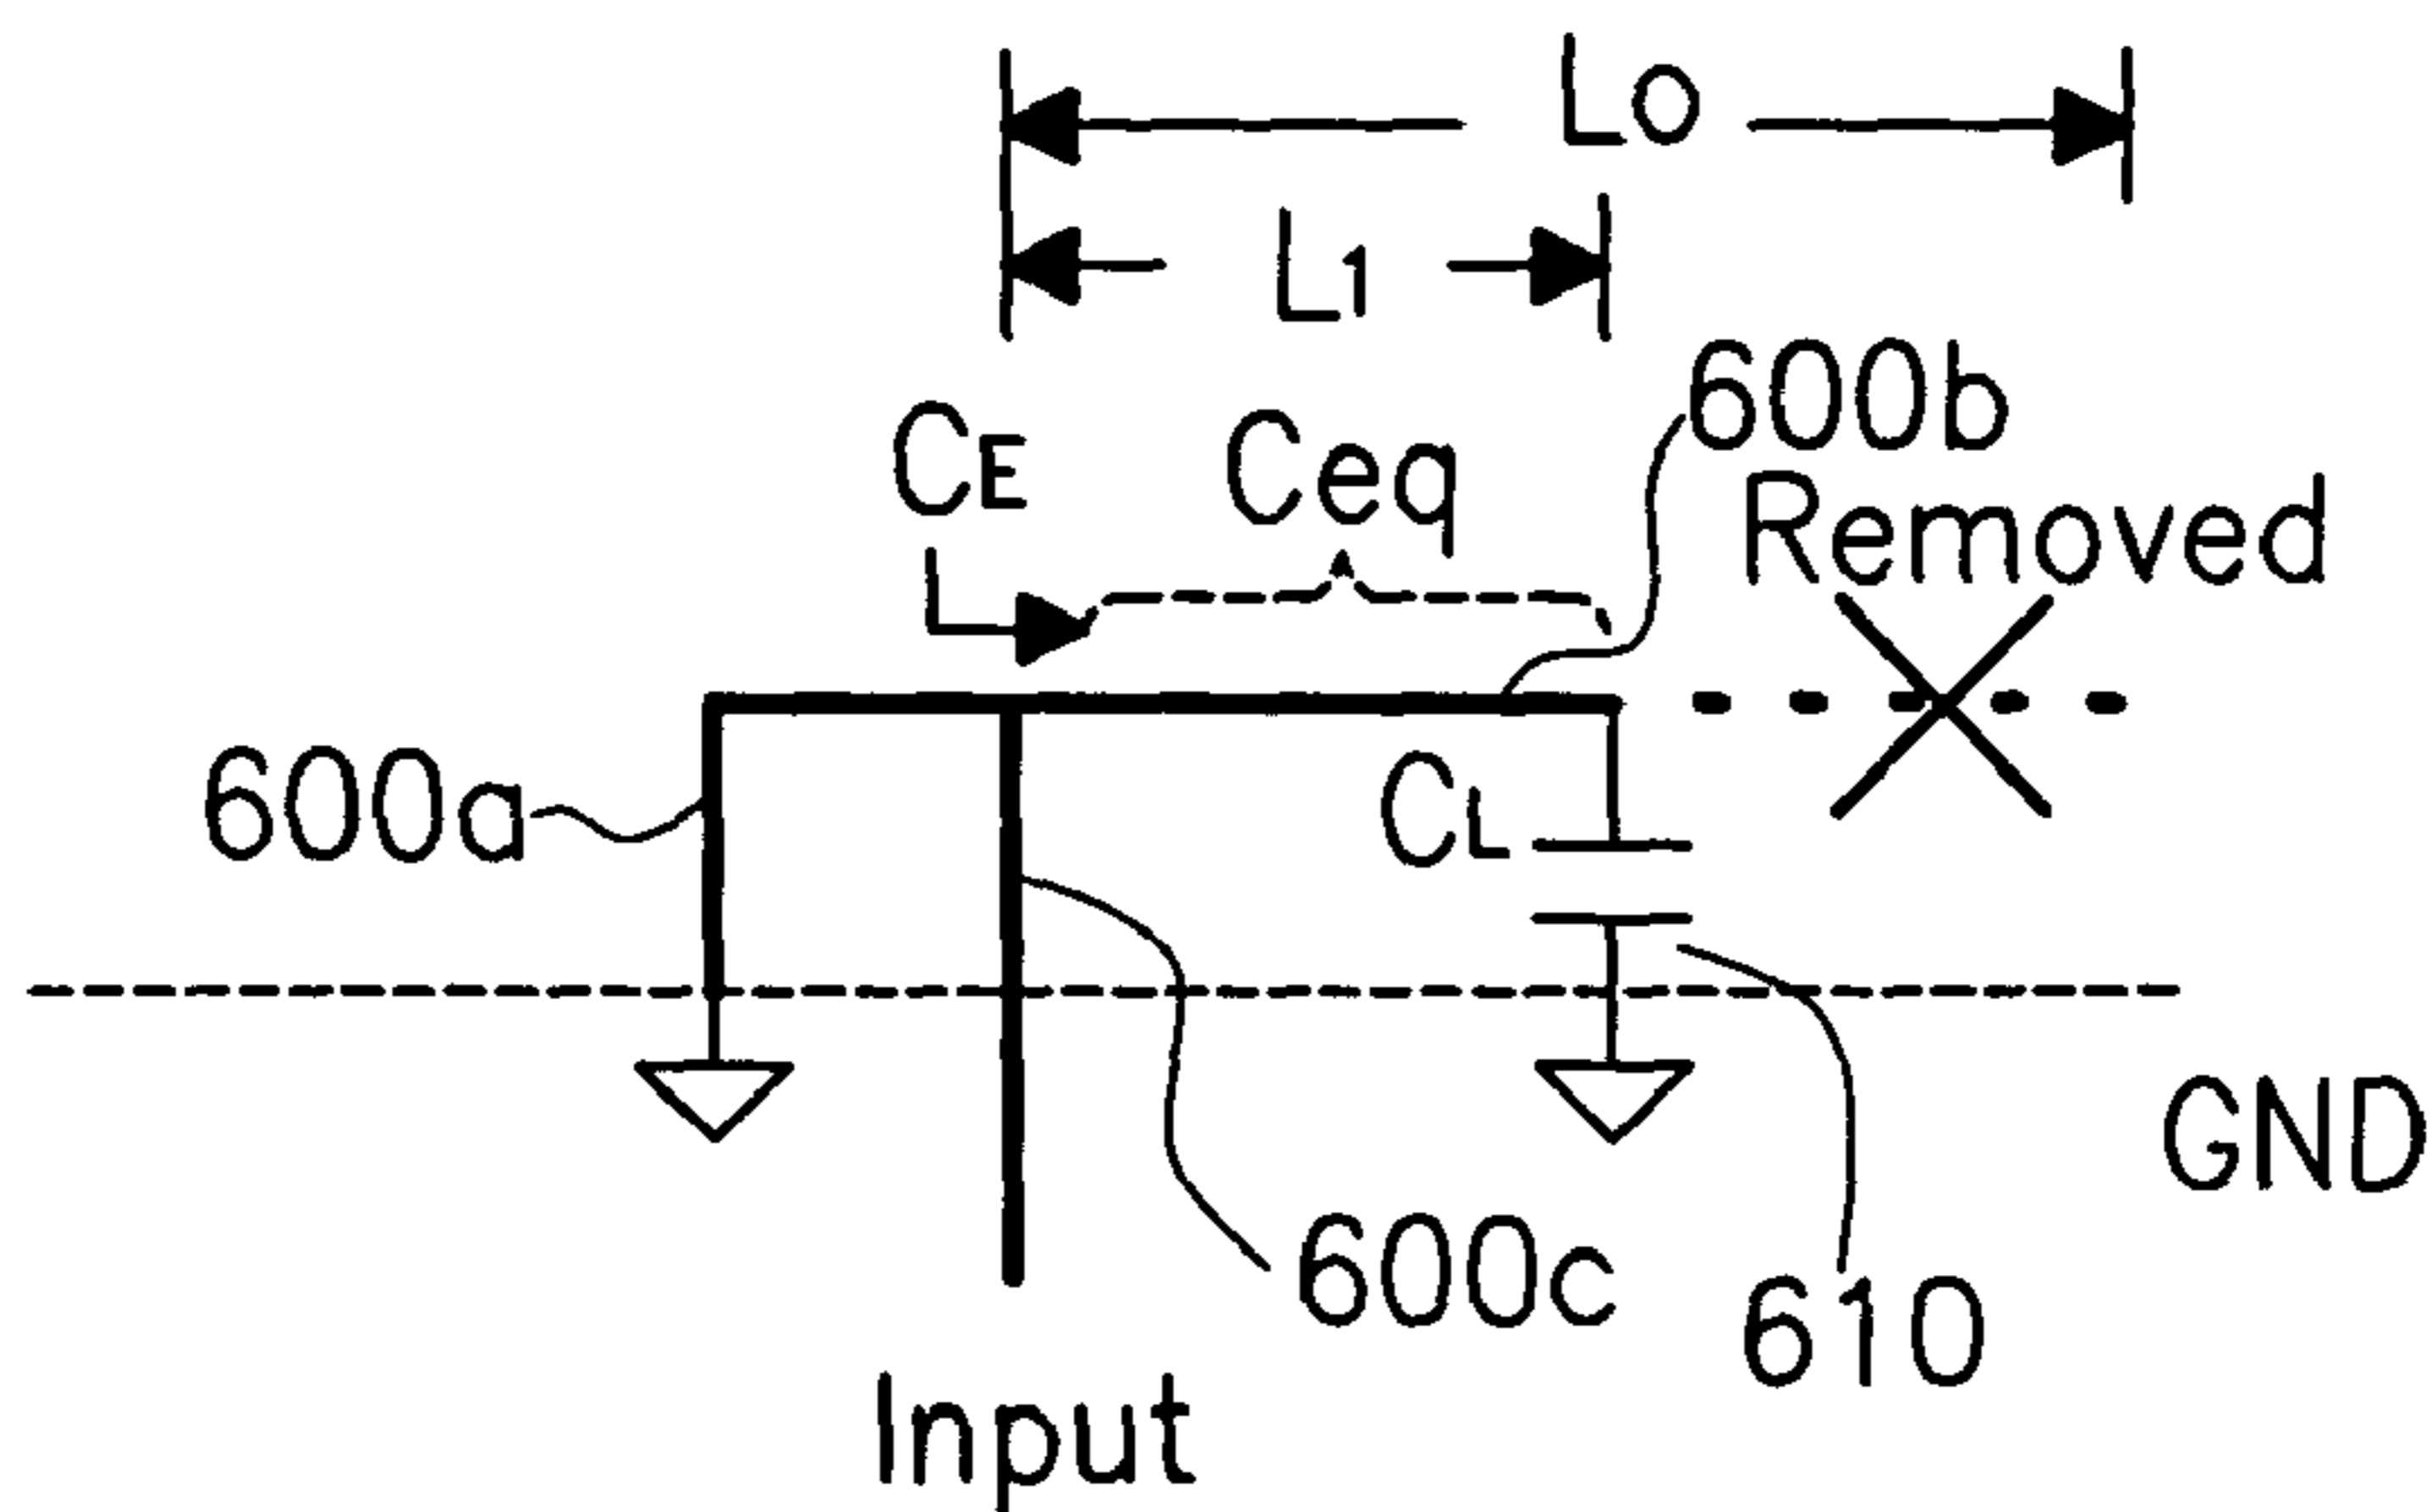 LO
L1
600b
CE
Ceq
Removed
600a
CL
GND
600c
610
Input